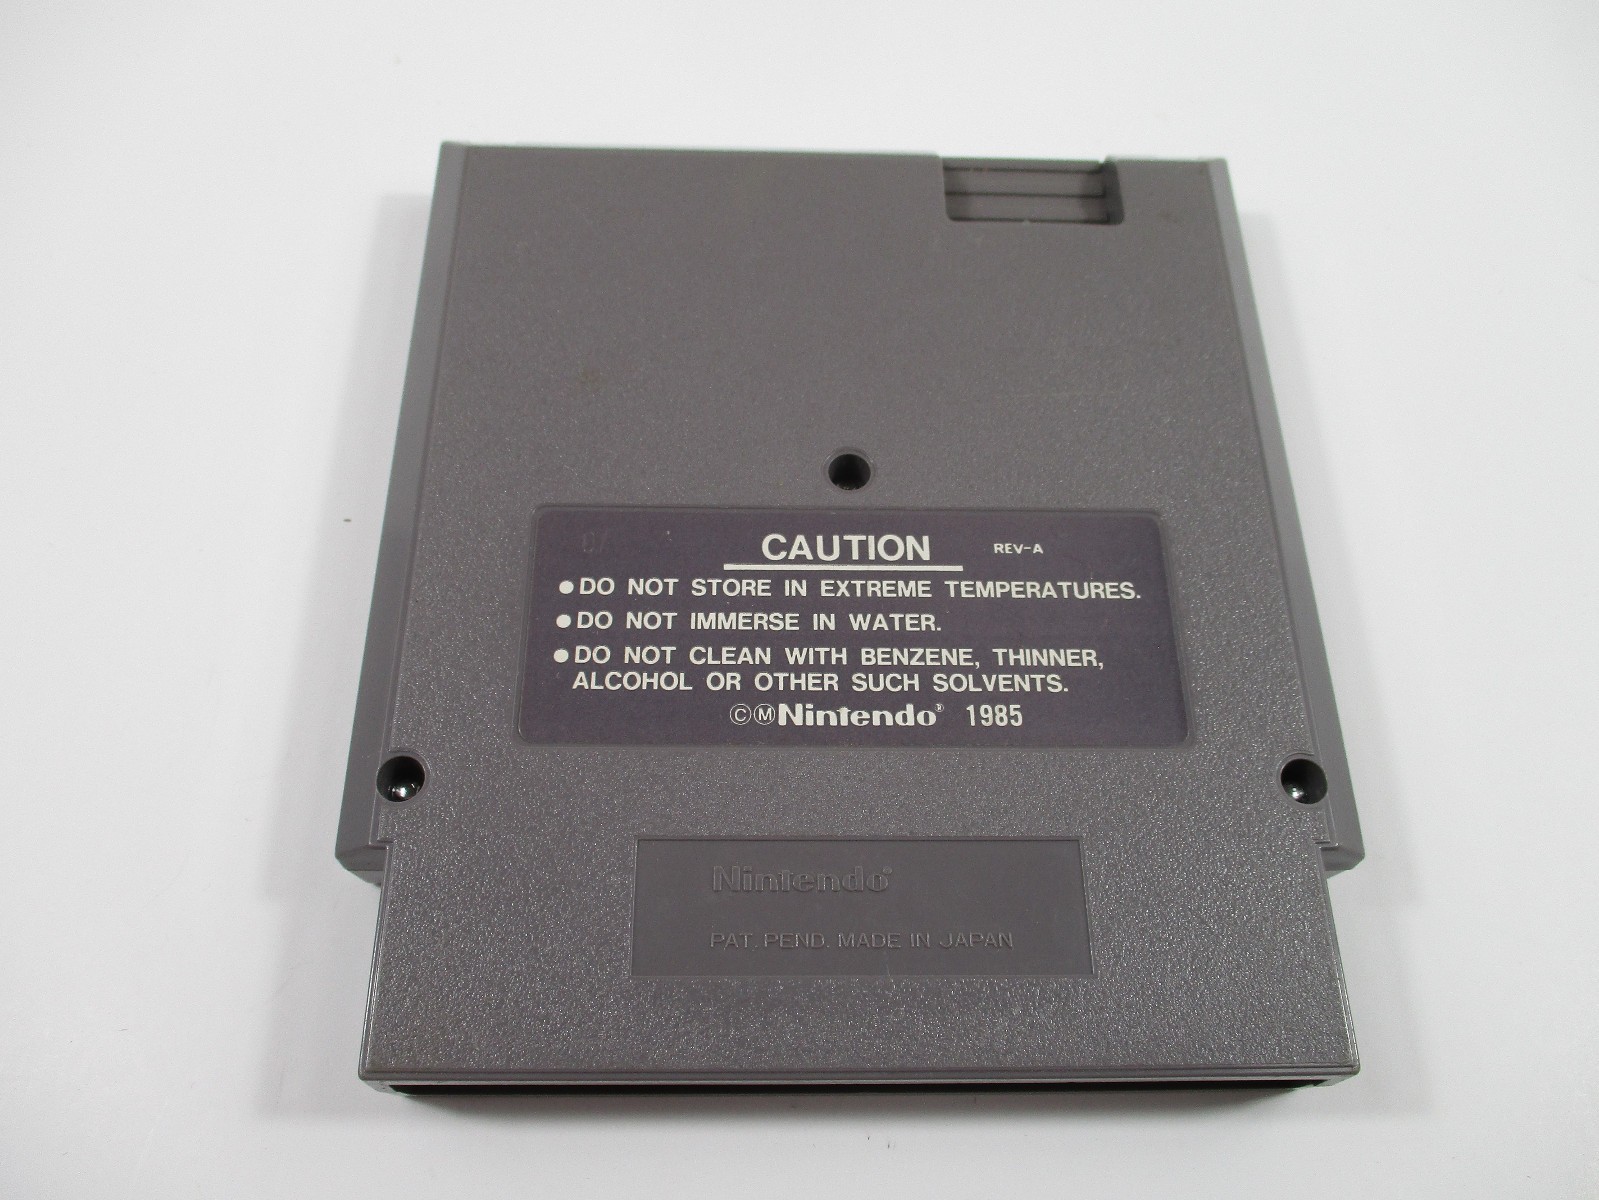 CAUTION REV-A
●DO NOT STORE IN EXTREME TEMPERATURES.
●DO NOT IMMERSE IN WATER.
●DO NOT CLEAN WITH BENZENE, THINNER,
ALCOHOL OR OTHER SUCH SOLVENTS.
ⒸⓂNintendo® 1985
Nintendo®
PAT. PEND. MADE IN JAPAN